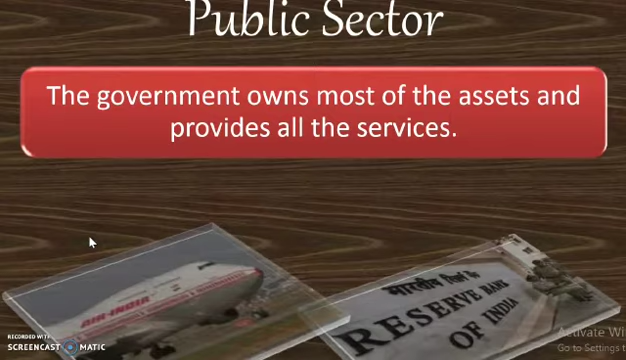 Public Sector
The government owns most of the assets and
provides all the services.
AIR-INDIA
भारतीय रिज़र्व बैंक
RESERVE BANK
OF INDIA
Activate Wi
Go to Settings t
RECORDED WITH
SCREENCAST MATIC